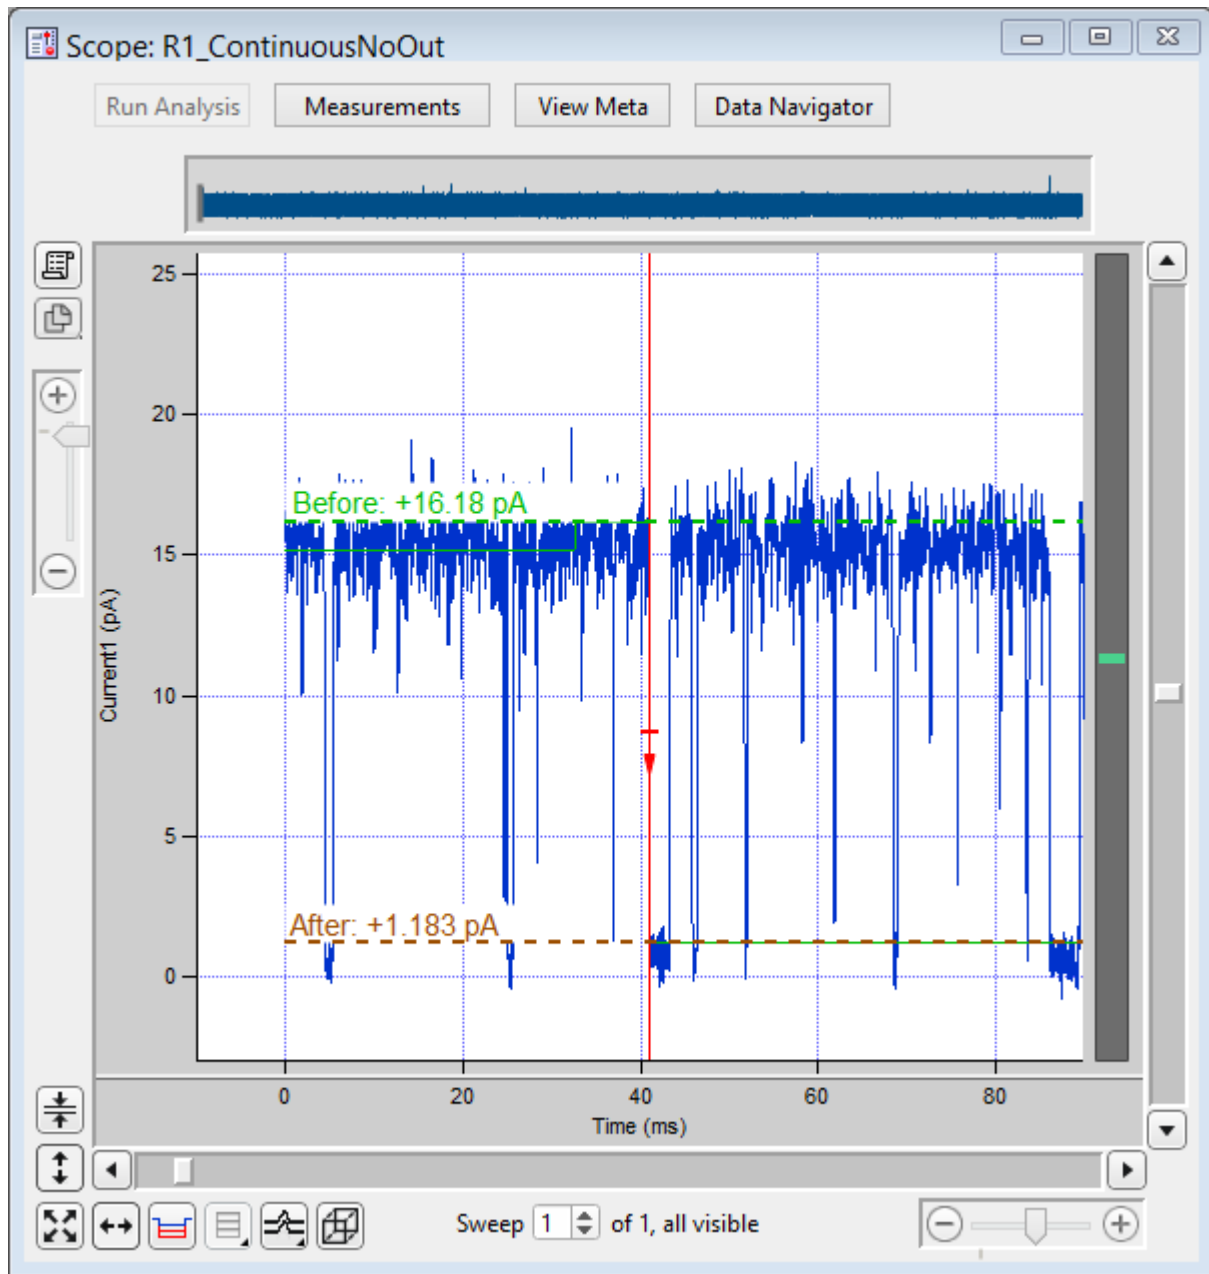 Scope: R1_ContinuousNoOut
Run Analysis Measurements View Meta Data Navigator
25
20
Before: +16.18 pA
15
Current1 (pA)
10
5
After: +1.183 pA
0
0 20 40 60 80
Time (ms)
Sweep 1 of 1, all visible